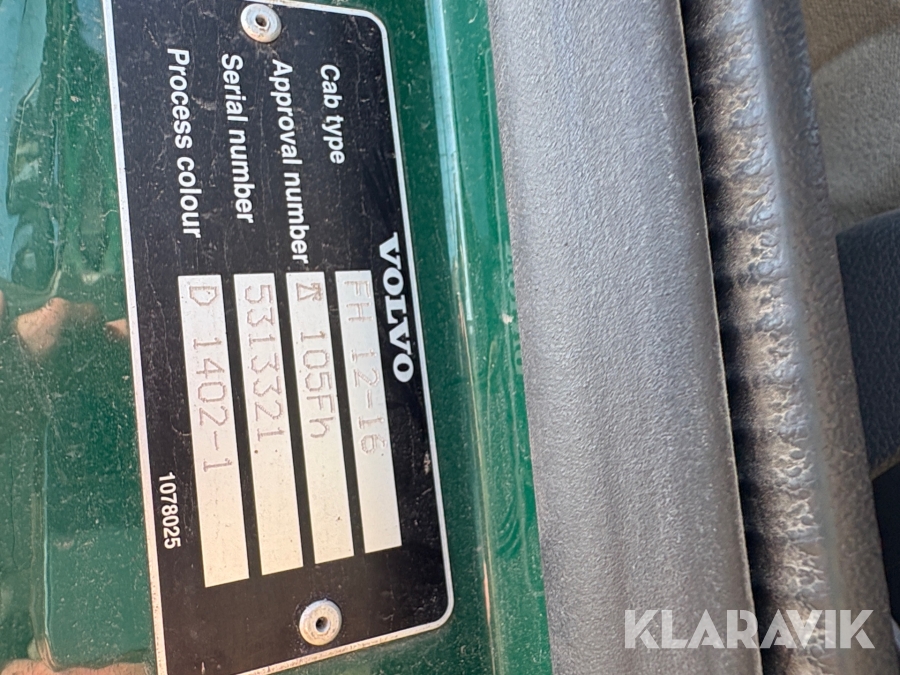 VOLVO
Cab type FH 12-16
Approval number 105Fh
Serial number 5313321
Process colour D 1402-1
1078025
KLARAVIK